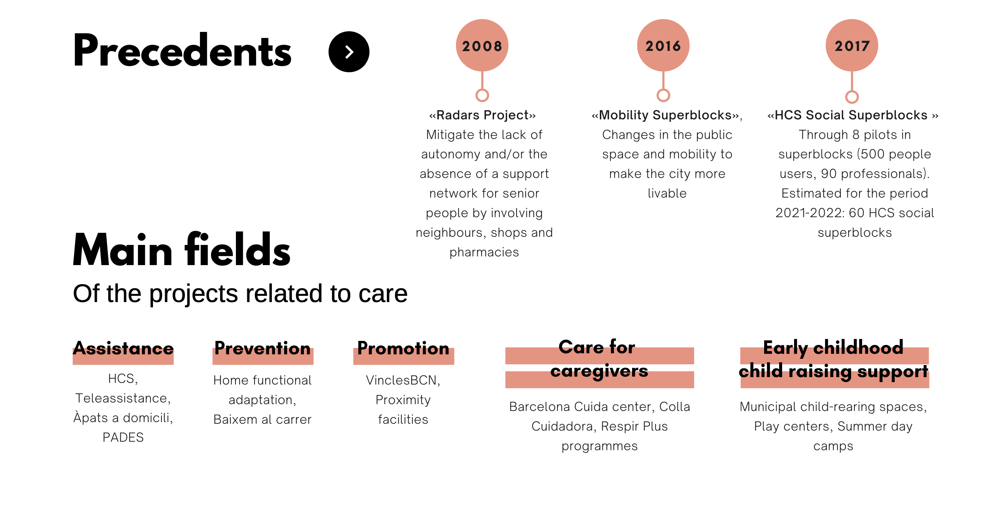 Precedents
2008
«Radars Project»
Mitigate the lack of
autonomy and/or the
absence of a support
network for senior
people by involving
neighbours, shops and
pharmacies
2016
«Mobility Superblocks»,
Changes in the public
space and mobility to
make the city more
livable
2017
«HCS Social Superblocks »
Through 8 pilots in
superblocks (500 people
users, 90 professionals).
Estimated for the period
2021-2022: 60 HCS social
superblocks
Main fields
Of the projects related to care
Assistance
HCS,
Teleassistance,
Àpats a domicili,
PADES
Prevention
Home functional
adaptation,
Baixem al carrer
Promotion
VinclesBCN,
Proximity
facilities
Care for
caregivers
Barcelona Cuida center, Colla
Cuidadora, Respir Plus
programmes
Early childhood
child raising support
Municipal child-rearing spaces,
Play centers, Summer day
camps